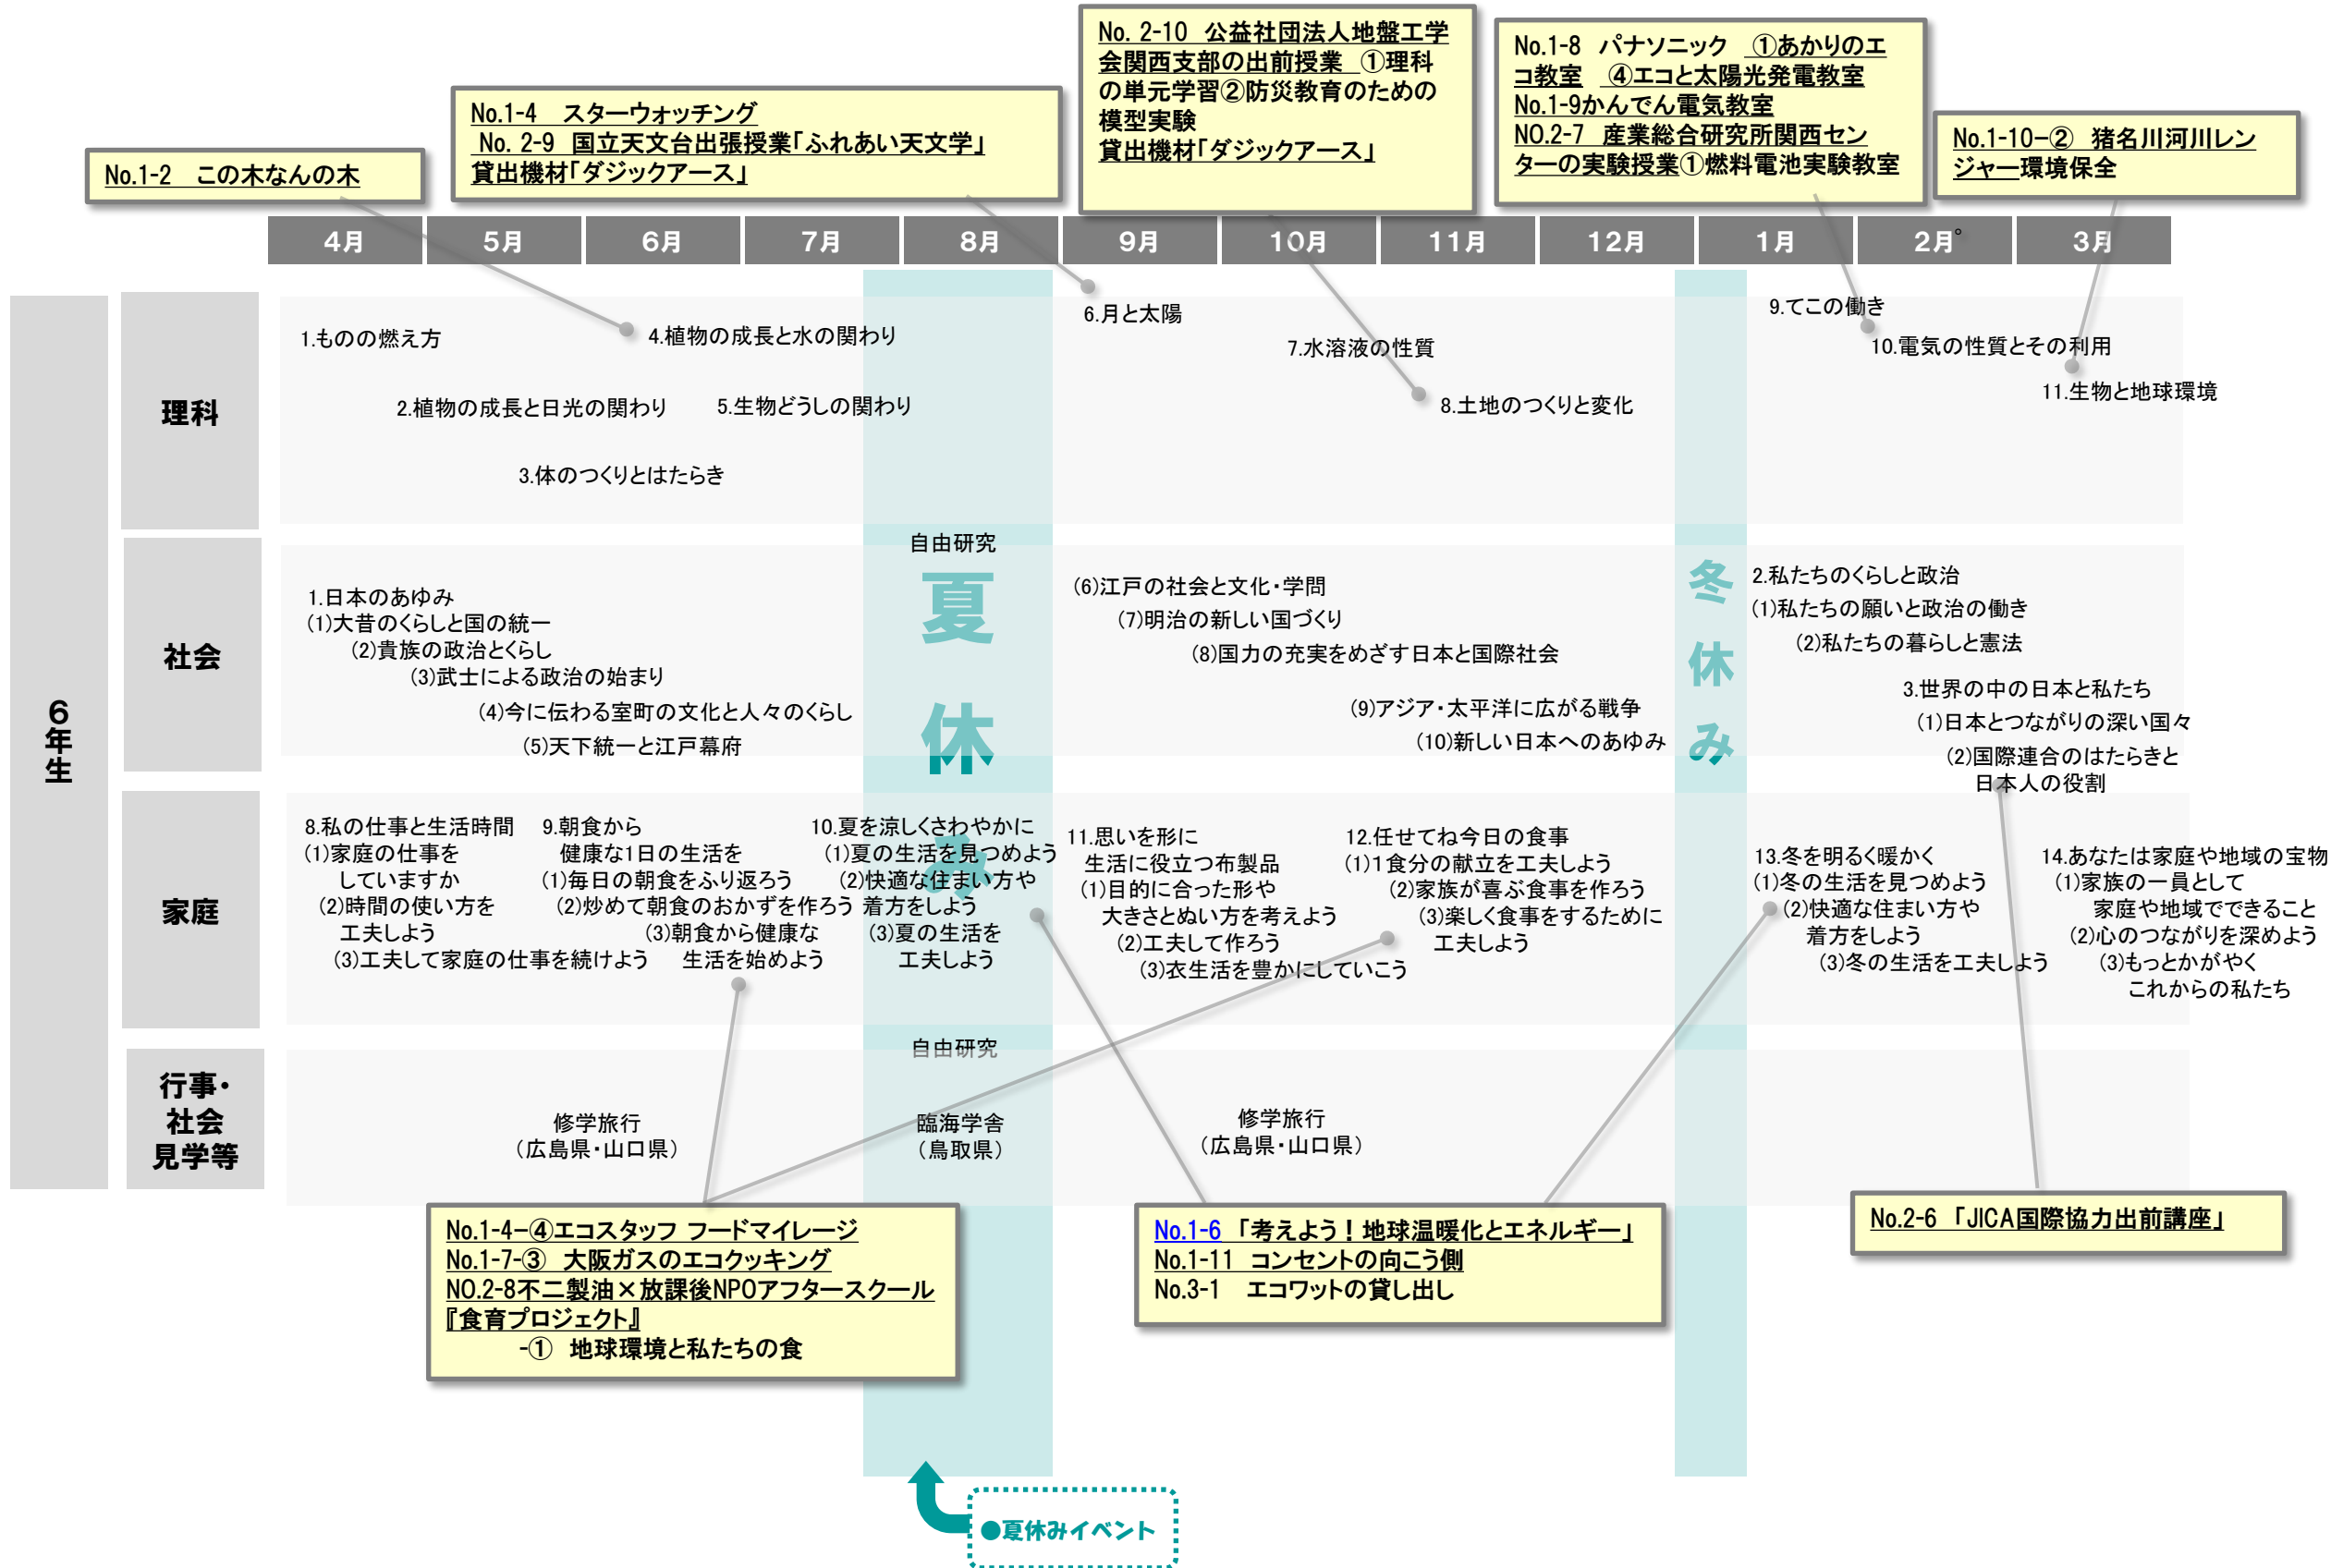 No.1-2　この木なんの木
No.1-4　スターウォッチング
No. 2-9　国立天文台出張授業｢ふれあい天文学｣
貸出機材｢ダジックアース｣
No. 2-10　公益社団法人地盤工学
会関西支部の出前授業　①理科
の単元学習②防災教育のための
模型実験
貸出機材｢ダジックアース｣
No.1-8　パナソニック　①あかりのエ
コ教室　④エコと太陽光発電教室
No.1-9かんでん電気教室
NO.2-7　産業総合研究所関西セン
ターの実験授業①燃料電池実験教室
No.1-10-②　猪名川河川レン
ジャー環境保全
4月
5月
6月
7月
8月
9月
10月
11月
12月
1月
2月°
3月
6年生
理科
1.ものの燃え方
2.植物の成長と日光の関わり
3.体のつくりとはたらき
4.植物の成長と水の関わり
5.生物どうしの関わり
6.月と太陽
7.水溶液の性質
8.土地のつくりと変化
9.てこの働き
10.電気の性質とその利用
11.生物と地球環境
自由研究
夏休み
冬休み
社会
1.日本のあゆみ
(1)大昔のくらしと国の統一
(2)貴族の政治とくらし
(3)武士による政治の始まり
(4)今に伝わる室町の文化と人々のくらし
(5)天下統一と江戸幕府
(6)江戸の社会と文化・学問
(7)明治の新しい国づくり
(8)国力の充実をめざす日本と国際社会
(9)アジア・太平洋に広がる戦争
(10)新しい日本へのあゆみ
2.私たちのくらしと政治
(1)私たちの願いと政治の働き
(2)私たちの暮らしと憲法
3.世界の中の日本と私たち
(1)日本とつながりの深い国々
(2)国際連合のはたらきと
日本人の役割
家庭
8.私の仕事と生活時間
(1)家庭の仕事を
していますか
(2)時間の使い方を
工夫しよう
(3)工夫して家庭の仕事を続けよう
9.朝食から
健康な1日の生活を
(1)毎日の朝食をふり返ろう
(2)炒めて朝食のおかずを作ろう
(3)朝食から健康な
生活を始めよう
10.夏を涼しくさわやかに
(1)夏の生活を見つめよう
(2)快適な住まい方や
着方をしよう
(3)夏の生活を
工夫しよう
11.思いを形に
生活に役立つ布製品
(1)目的に合った形や
大きさとぬい方を考えよう
(2)工夫して作ろう
(3)衣生活を豊かにしていこう
12.任せてね今日の食事
(1)1食分の献立を工夫しよう
(2)家族が喜ぶ食事を作ろう
(3)楽しく食事をするために
工夫しよう
13.冬を明るく暖かく
(1)冬の生活を見つめよう
(2)快適な住まい方や
着方をしよう
(3)冬の生活を工夫しよう
14.あなたは家庭や地域の宝物
(1)家族の一員として
家庭や地域でできること
(2)心のつながりを深めよう
(3)もっとかがやく
これからの私たち
行事・
社会
見学等
自由研究
修学旅行
（広島県・山口県）
臨海学舎
（鳥取県）
修学旅行
（広島県・山口県）
No.1-4-④エコスタッフ フードマイレージ
No.1-7-③　大阪ガスのエコクッキング
NO.2-8不二製油×放課後NPOアフタースクール
『食育プロジェクト』
-①　地球環境と私たちの食
No.1-6 ｢考えよう！地球温暖化とエネルギー｣
No.1-11　コンセントの向こう側
No.3-1　エコワットの貸し出し
No.2-6 ｢JICA国際協力出前講座｣
●夏休みイベント